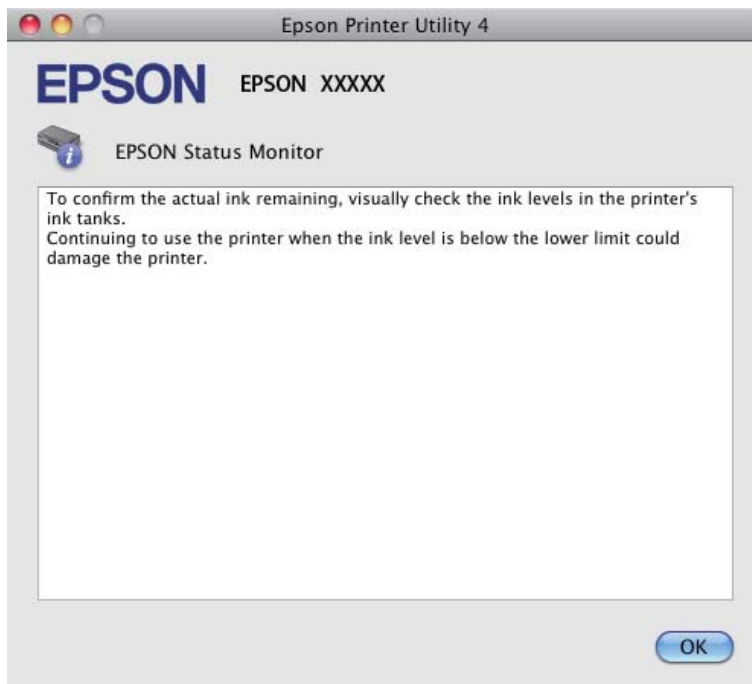 Epson Printer Utility 4
EPSON EPSON XXXXX
EPSON Status Monitor
To confirm the actual ink remaining, visually check the ink levels in the printer's
ink tanks.
Continuing to use the printer when the ink level is below the lower limit could
damage the printer.
OK